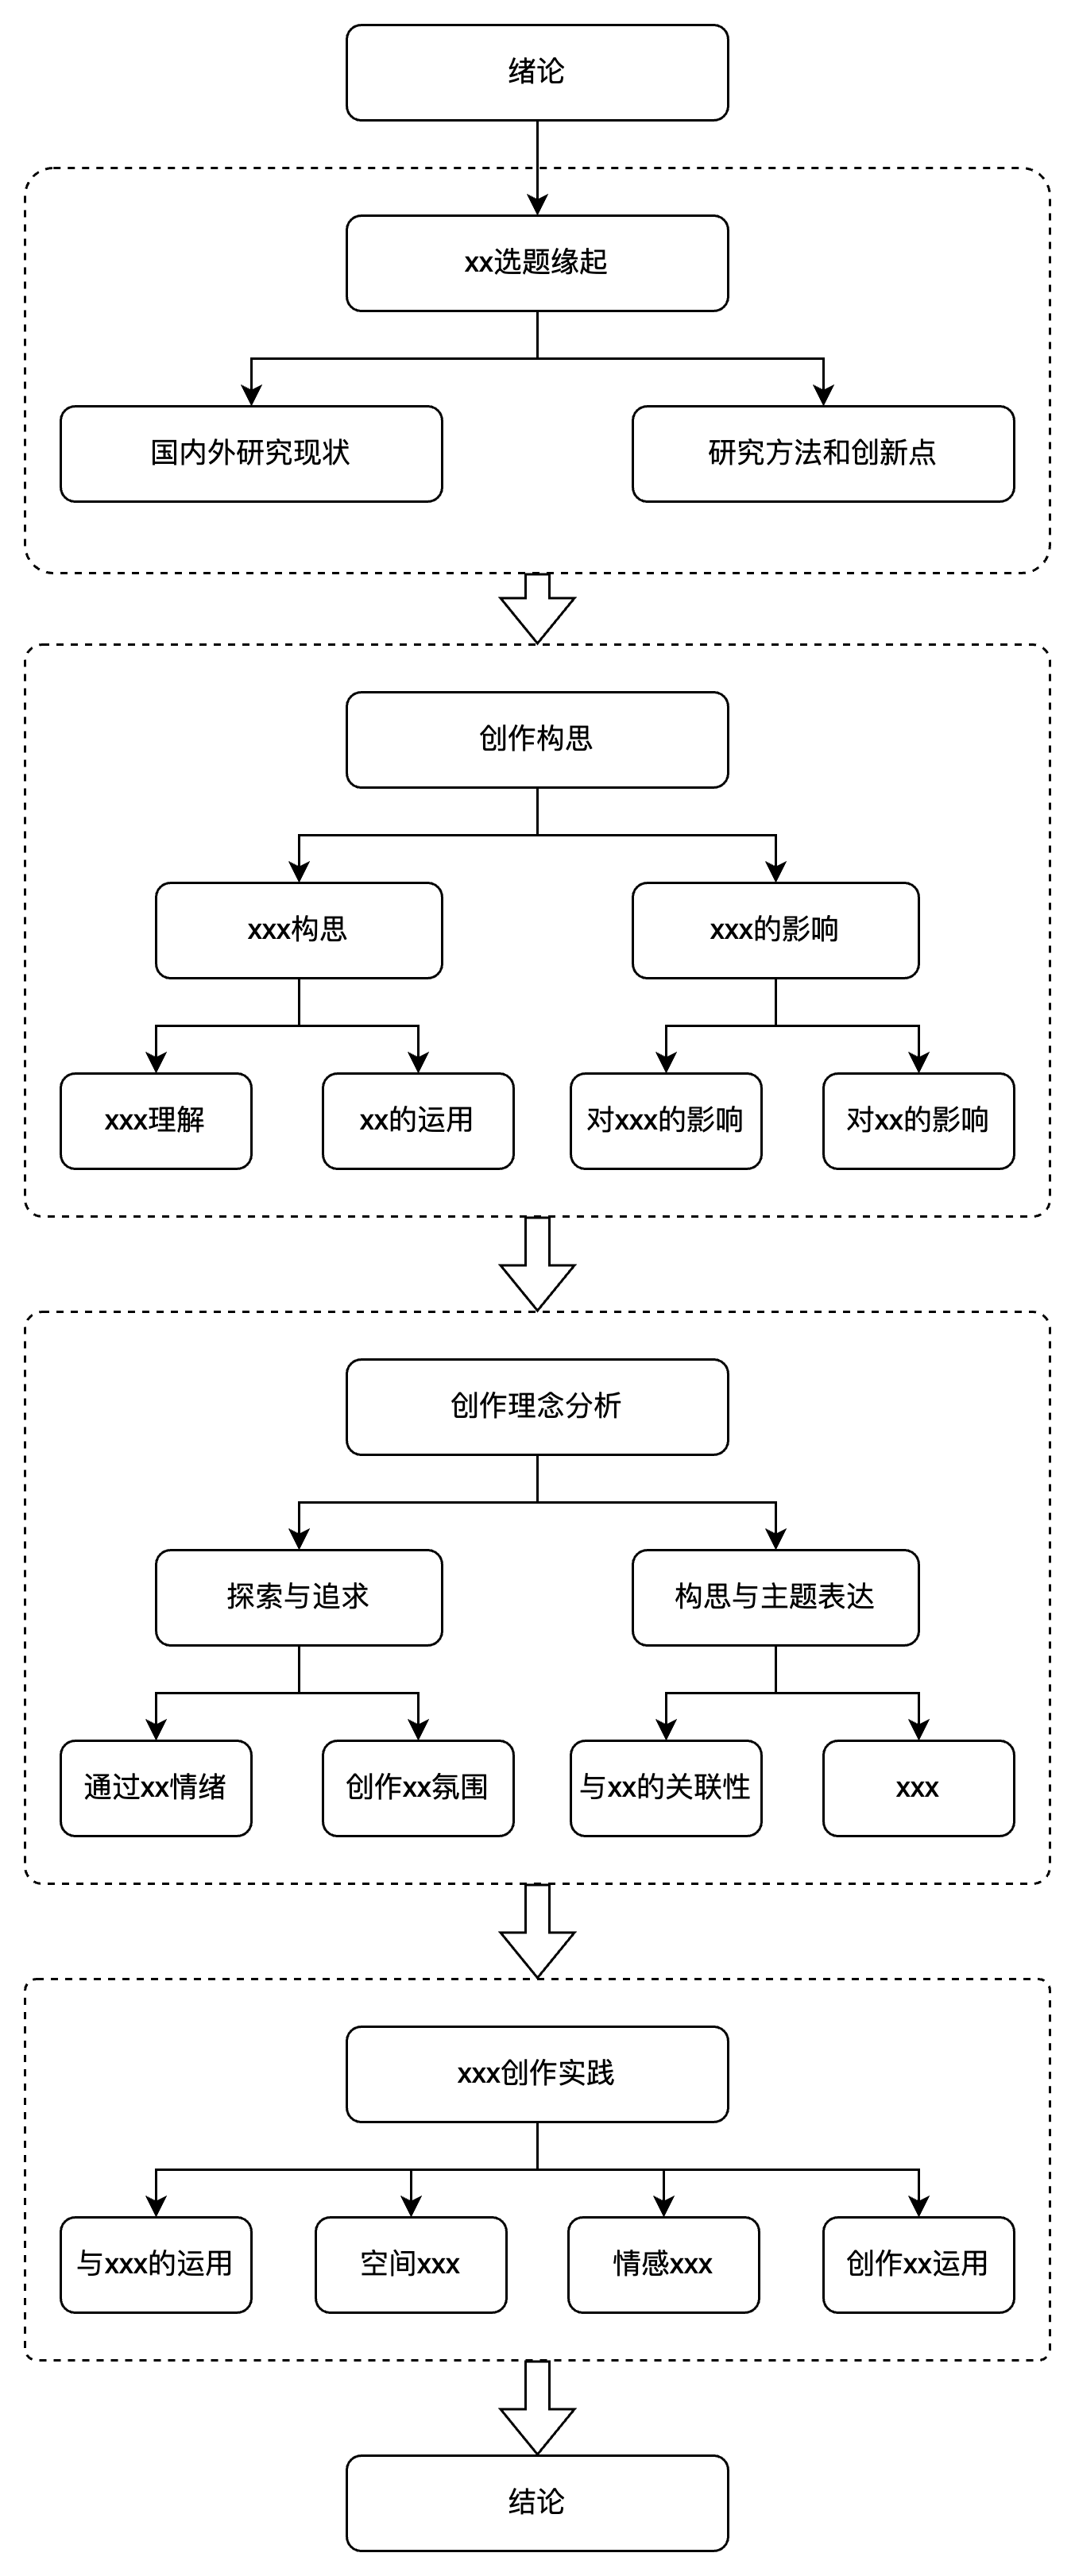 绪论
xx选题缘起
国内外研究现状
研究方法和创新点
创作构思
xxx构思
xxx的影响
xxx理解
xx的运用
对xxx的影响
对xx的影响
创作理念分析
探索与追求
构思与主题表达
通过xx情绪
创作xx氛围
与xx的关联性
xxx
xxx创作实践
与xxx的运用
空间xxx
情感xxx
创作xx运用
结论